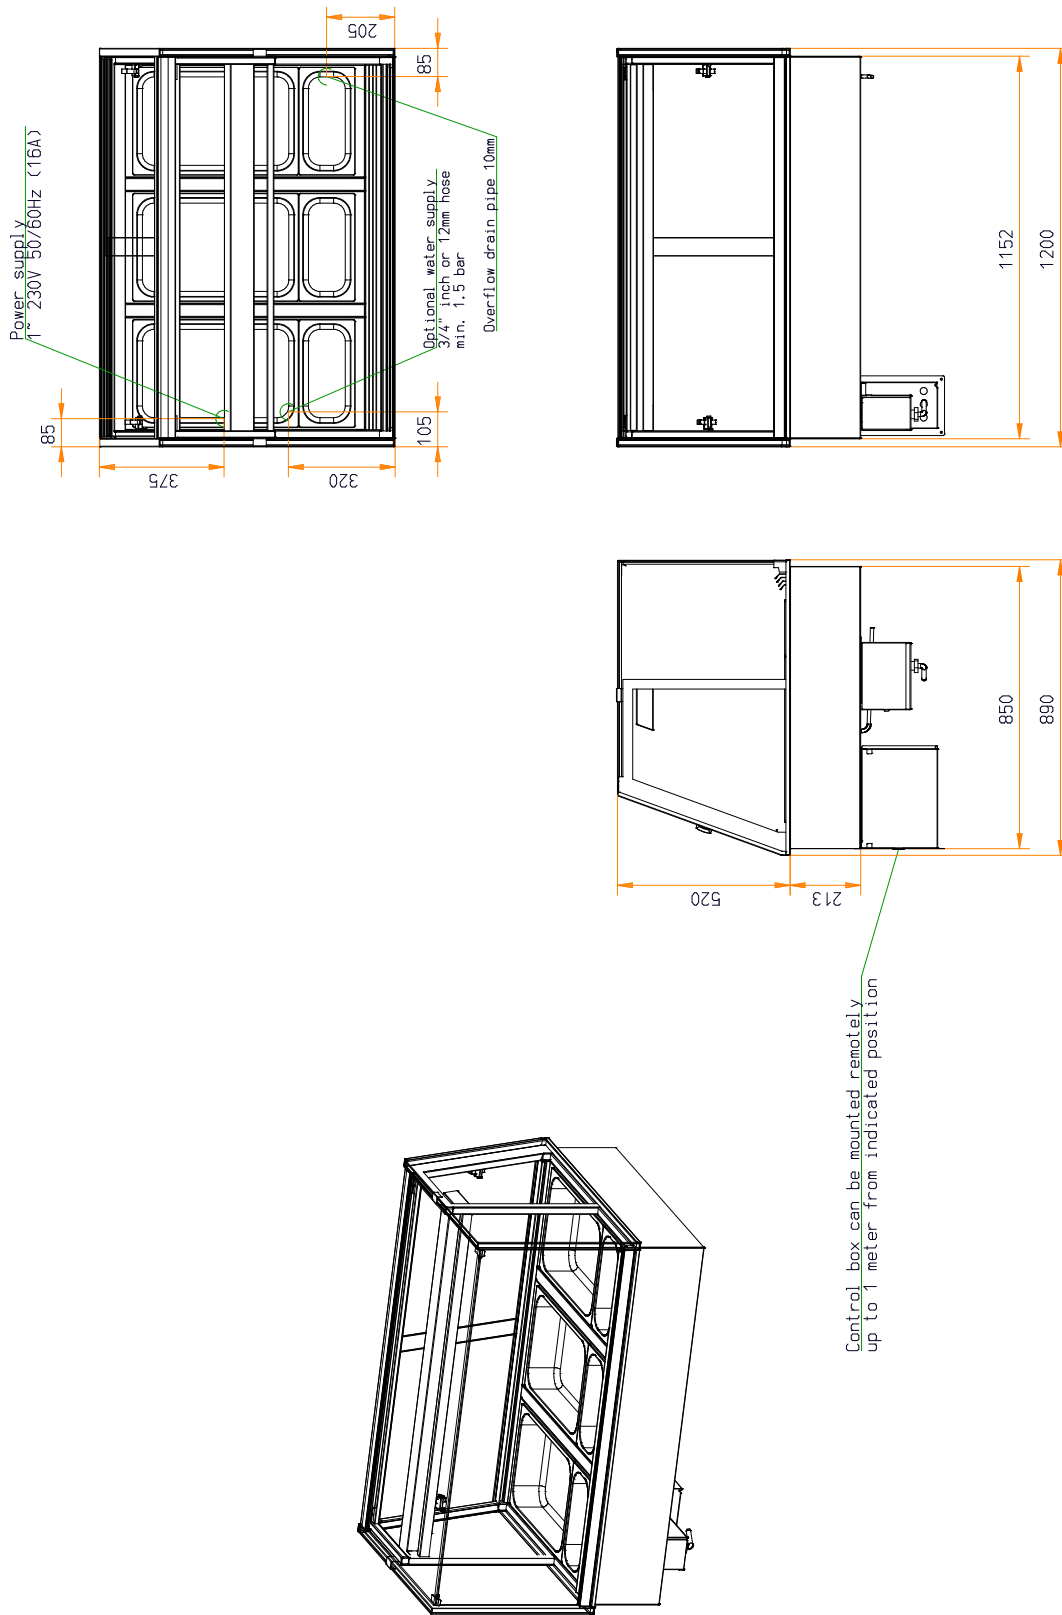 Power supply
1~ 230V 50/60Hz (16A)
85
375
320
105
Optional water supply
3/4" inch or 12mm hose
min. 1.5 bar
Overflow drain pipe 10mm
85
205
1152
1200
520
213
850
890
Control box can be mounted remotely
up to 1 meter from indicated position